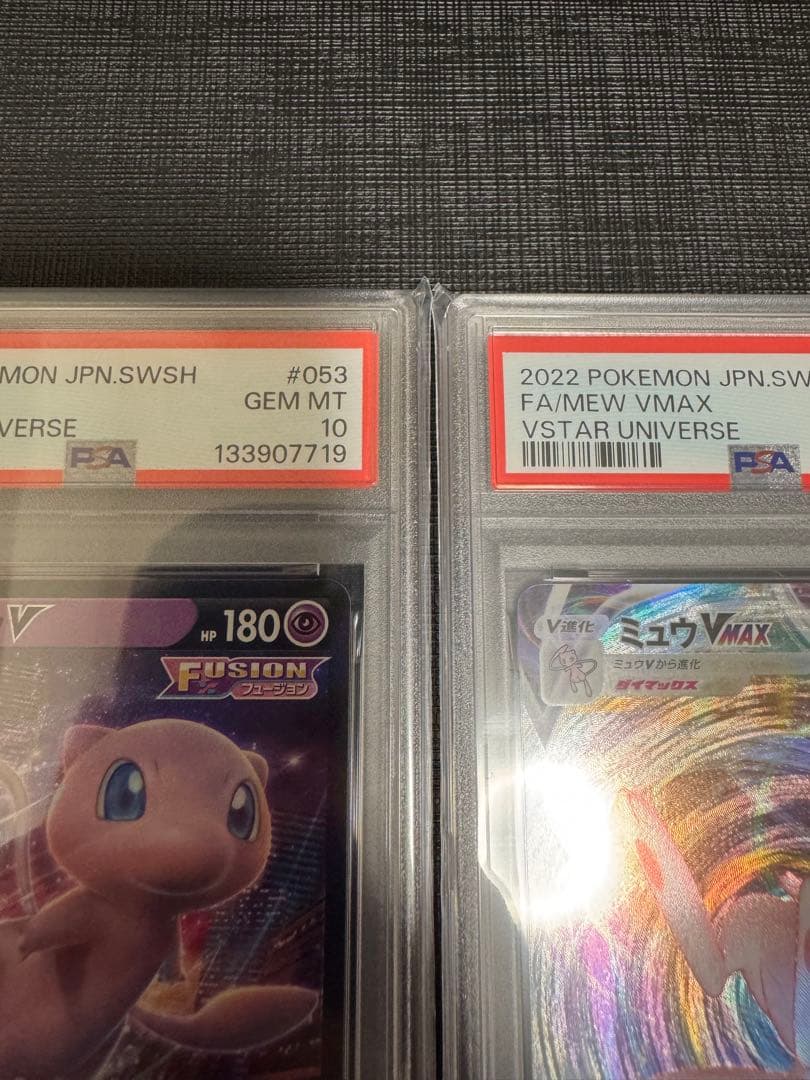 MON JPN.SWSH #053
GEM MT
VERSE 10
PSA 133907719
V HP 180
FUSION
フュージョン
2022 POKEMON JPN.SW
FA/MEW VMAX
VSTAR UNIVERSE
PSA
V進化 ミュウVMAX
ミュウVから進化
ダイマックス